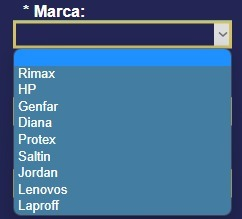 * Marca:
Rimax
HP
Genfar
Diana
Protex
Saltin
Jordan
Lenovos
Laproff